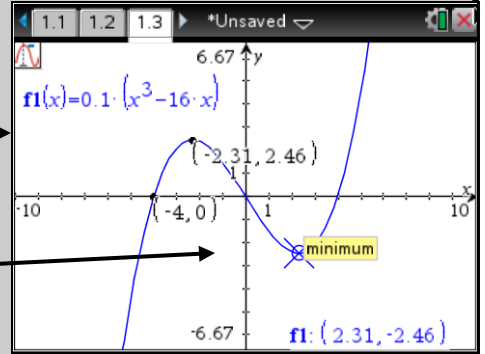 1.1 1.2 1.3 *Unsaved
6.67 y
f1(x)=0.1·(x³−16·x)
(-2.31, 2.46)
1
x
-10 (-4, 0) 1 10
minimum
-6.67 f1: (2.31, -2.46)